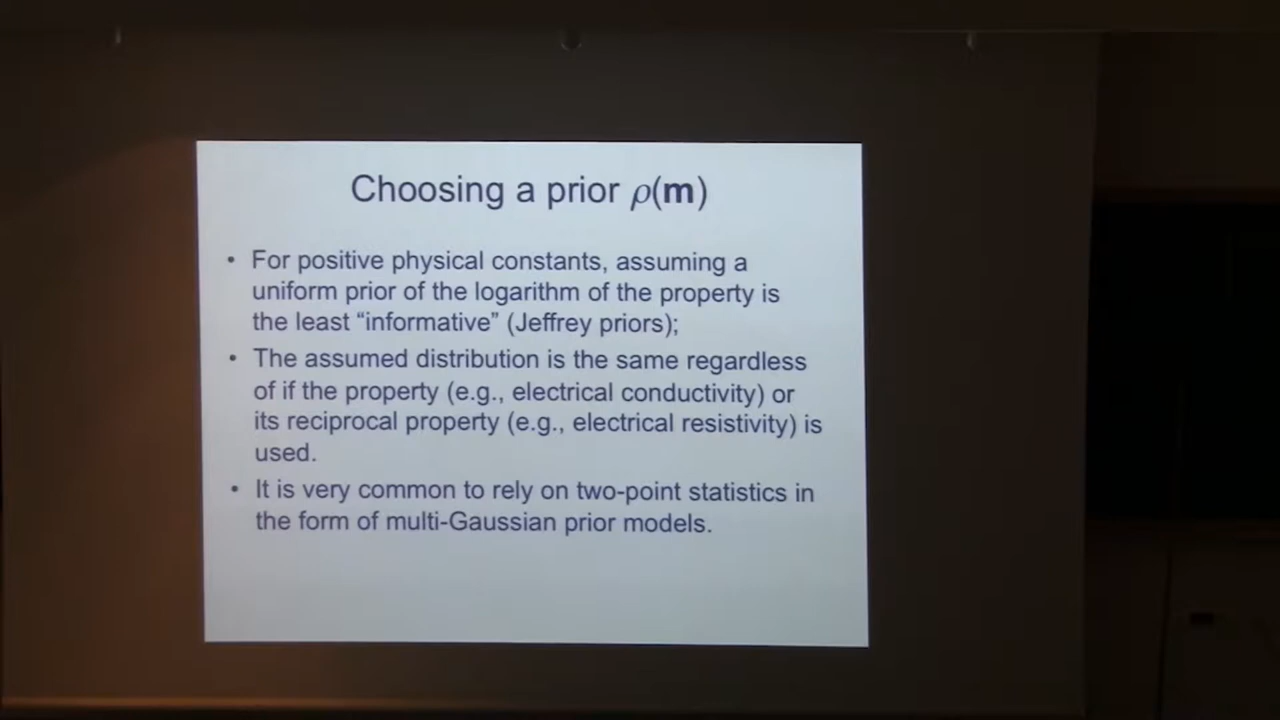 Choosing a prior ρ(m)
• For positive physical constants, assuming a
uniform prior of the logarithm of the property is
the least “informative” (Jeffrey priors);
• The assumed distribution is the same regardless
of if the property (e.g., electrical conductivity) or
its reciprocal property (e.g., electrical resistivity) is
used.
• It is very common to rely on two-point statistics in
the form of multi-Gaussian prior models.